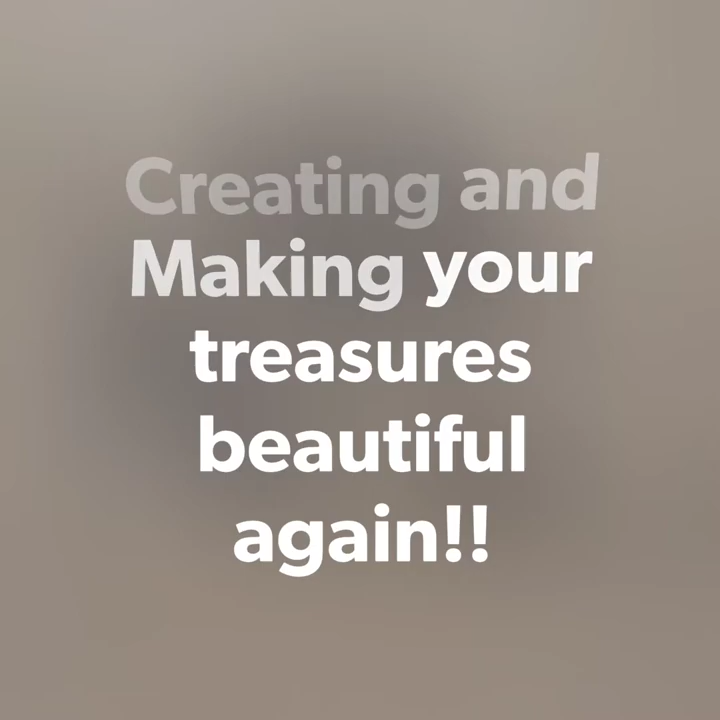 Creating and
Making your
treasures
beautiful
again!!